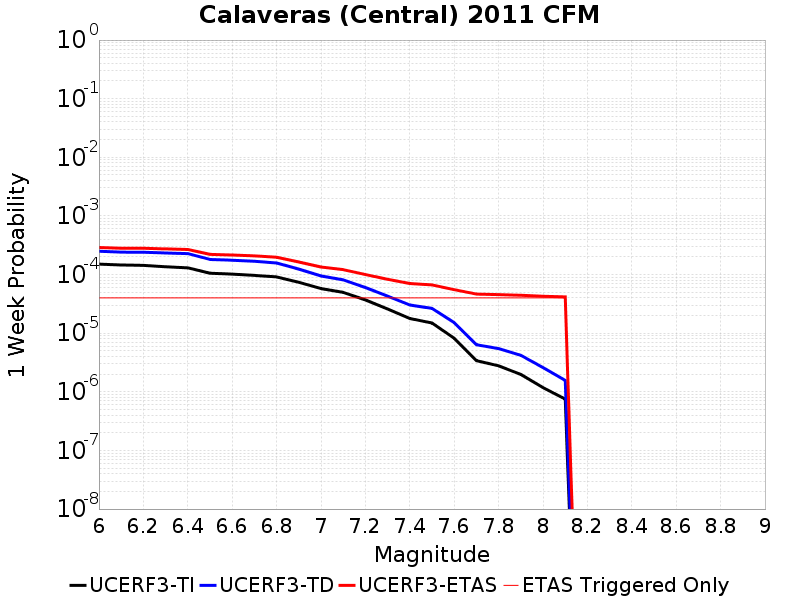 Calaveras (Central) 2011 CFM
1 Week Probability
10^0
10^-1
10^-2
10^-3
10^-4
10^-5
10^-6
10^-7
10^-8
6 6.2 6.4 6.6 6.8 7 7.2 7.4 7.6 7.8 8 8.2 8.4 8.6 8.8 9
Magnitude
UCERF3-TI UCERF3-TD UCERF3-ETAS ETAS Triggered Only